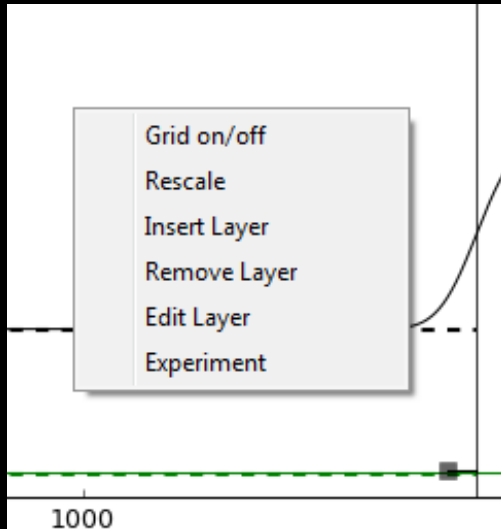 Grid on/off
Rescale
Insert Layer
Remove Layer
Edit Layer
Experiment
1000